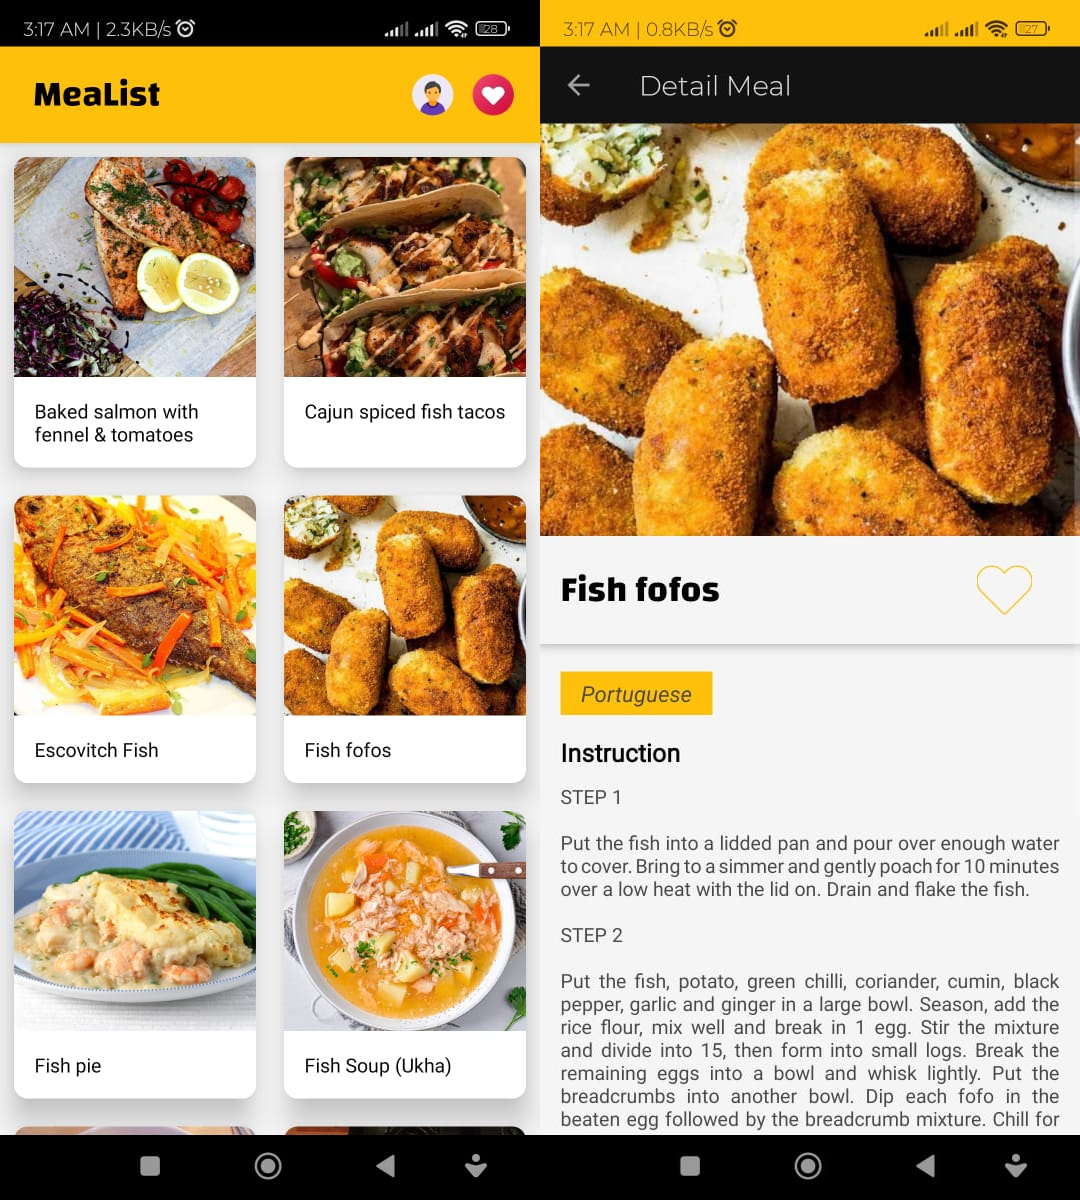 3:17 AM | 2.3KB/s
28
MeaList
Baked salmon with
fennel & tomatoes
Cajun spiced fish tacos
Escovitch Fish
Fish fofos
Fish pie
Fish Soup (Ukha)
3:17 AM | 0.8KB/s
27
Detail Meal
Fish fofos
Portuguese
Instruction
STEP 1
Put the fish into a lidded pan and pour over enough water
to cover. Bring to a simmer and gently poach for 10 minutes
over a low heat with the lid on. Drain and flake the fish.
STEP 2
Put the fish, potato, green chilli, coriander, cumin, black
pepper, garlic and ginger in a large bowl. Season, add the
rice flour, mix well and break in 1 egg. Stir the mixture
and divide into 15, then form into small logs. Break the
remaining eggs into a bowl and whisk lightly. Put the
breadcrumbs into another bowl. Dip each fofo in the
beaten egg followed by the breadcrumb mixture. Chill for